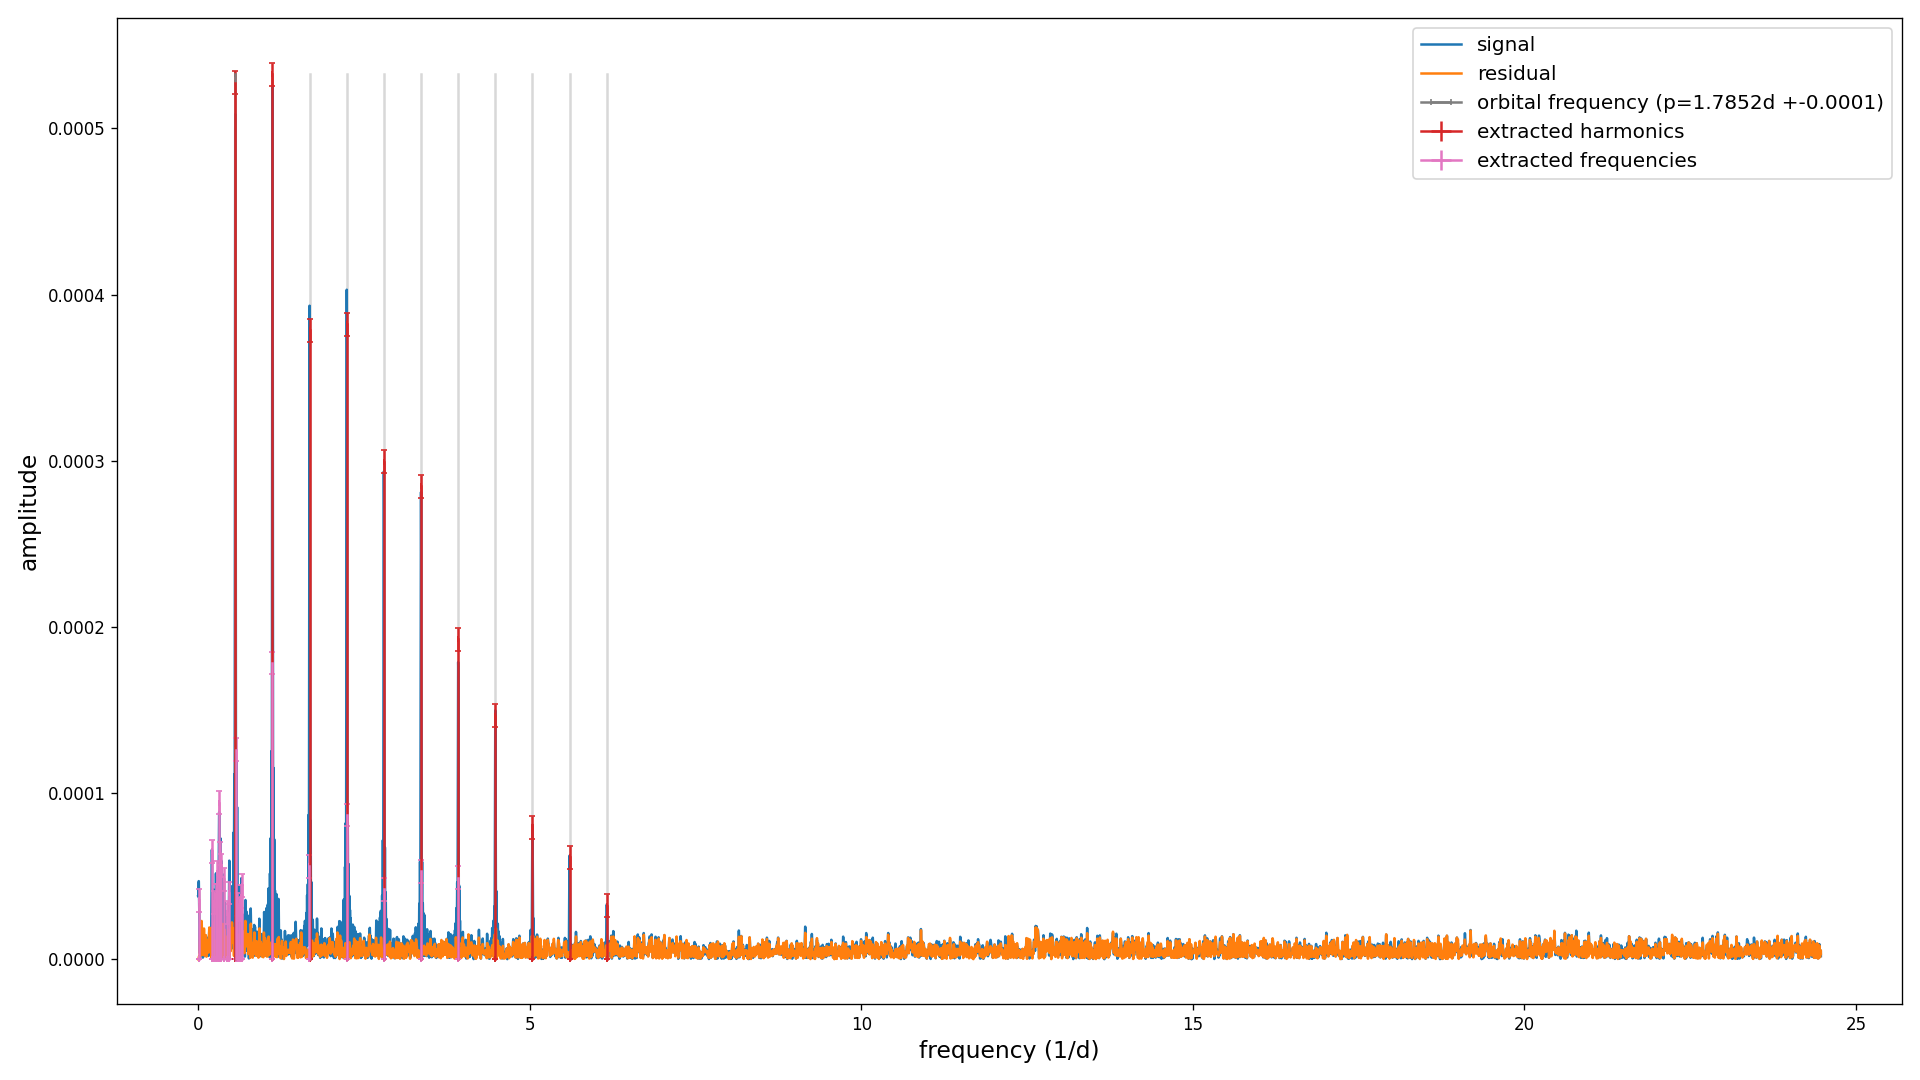 signal
residual
orbital frequency (p=1.7852d +-0.0001)
extracted harmonics
extracted frequencies
0.0005
0.0004
0.0003
0.0002
0.0001
0.0000
amplitude
0 5 10 15 20 25
frequency (1/d)